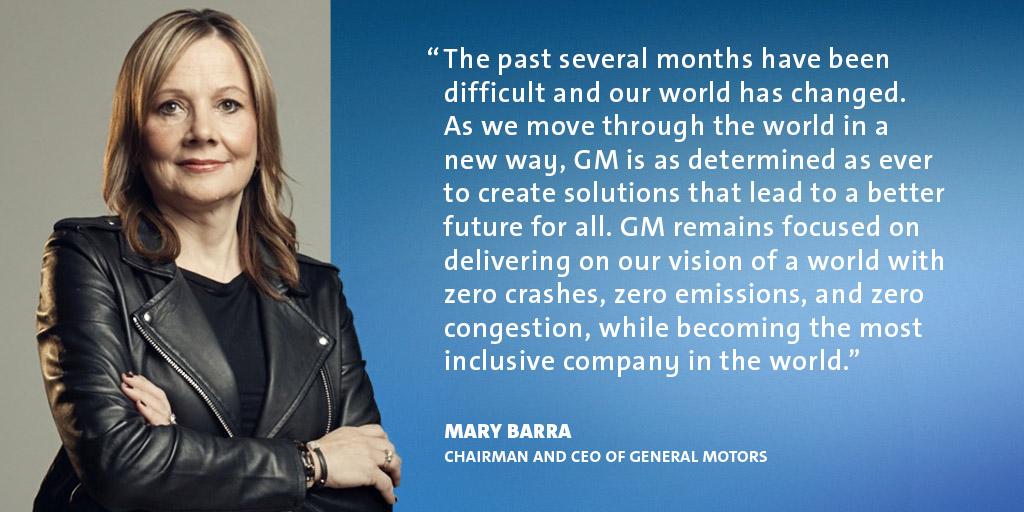 “The past several months have been
difficult and our world has changed.
As we move through the world in a
new way, GM is as determined as ever
to create solutions that lead to a better
future for all. GM remains focused on
delivering on our vision of a world with
zero crashes, zero emissions, and zero
congestion, while becoming the most
inclusive company in the world.”
MARY BARRA
CHAIRMAN AND CEO OF GENERAL MOTORS